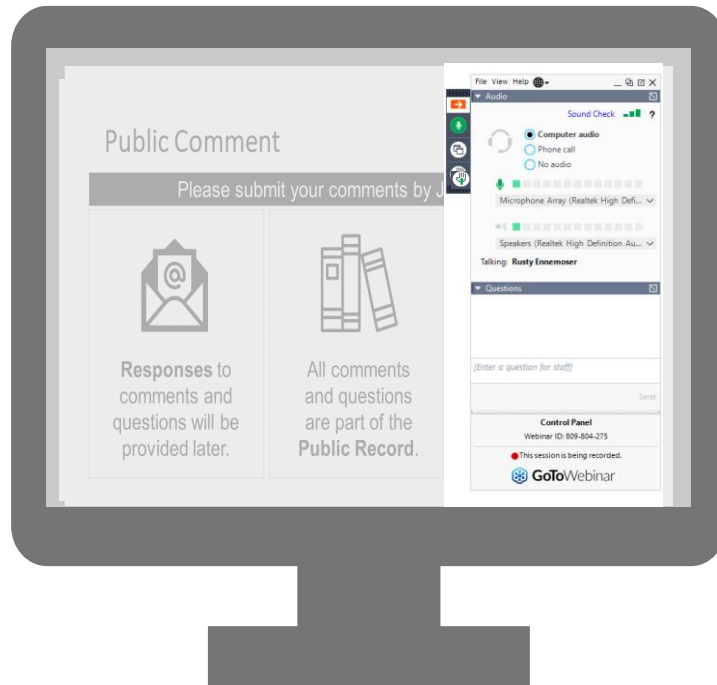 Public Comment
Please submit your comments by J
Responses to
comments and
questions will be
provided later.
All comments
and questions
are part of the
Public Record.
File View Help
Audio
Sound Check ?
Computer audio
Phone call
No audio
Microphone Array (Realtek High Defi...
Speakers (Realtek High Definition Au...
Talking: Rusty Ennemoser
Questions
[Enter a question for staff]
Send
Control Panel
Webinar ID: 809-804-275
This session is being recorded.
GoToWebinar